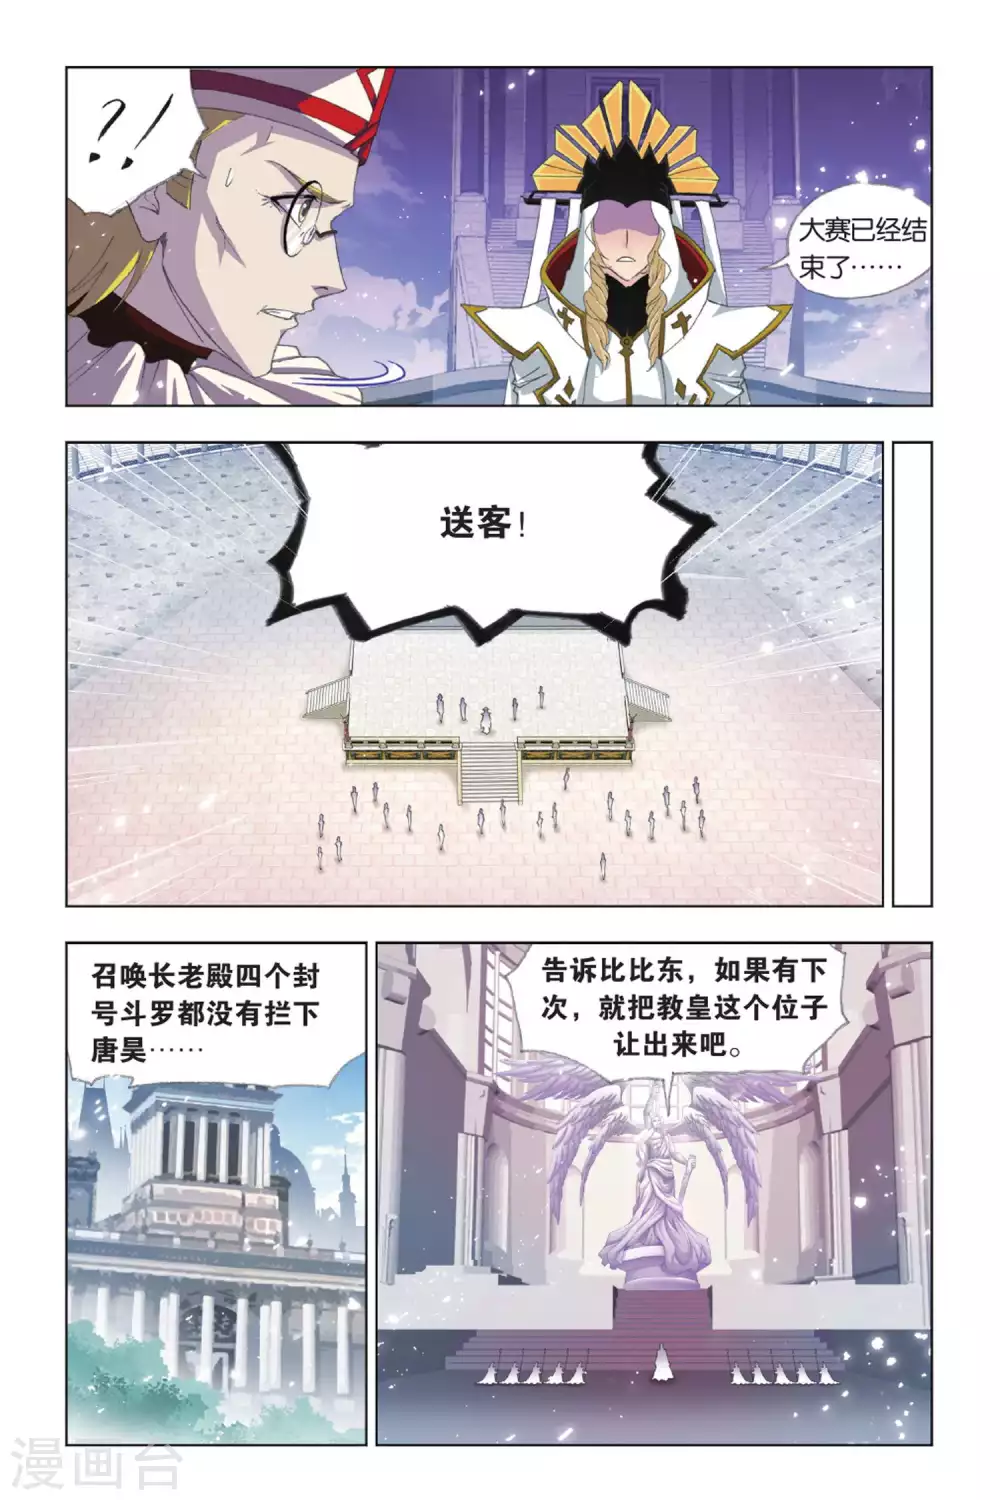 ?!
大赛已经结
束了……
送客！
召唤长老殿四个封
号斗罗都没有拦下
唐昊……
告诉比比东，如果有下
次，就把教皇这个位子
让出来吧。
漫画台